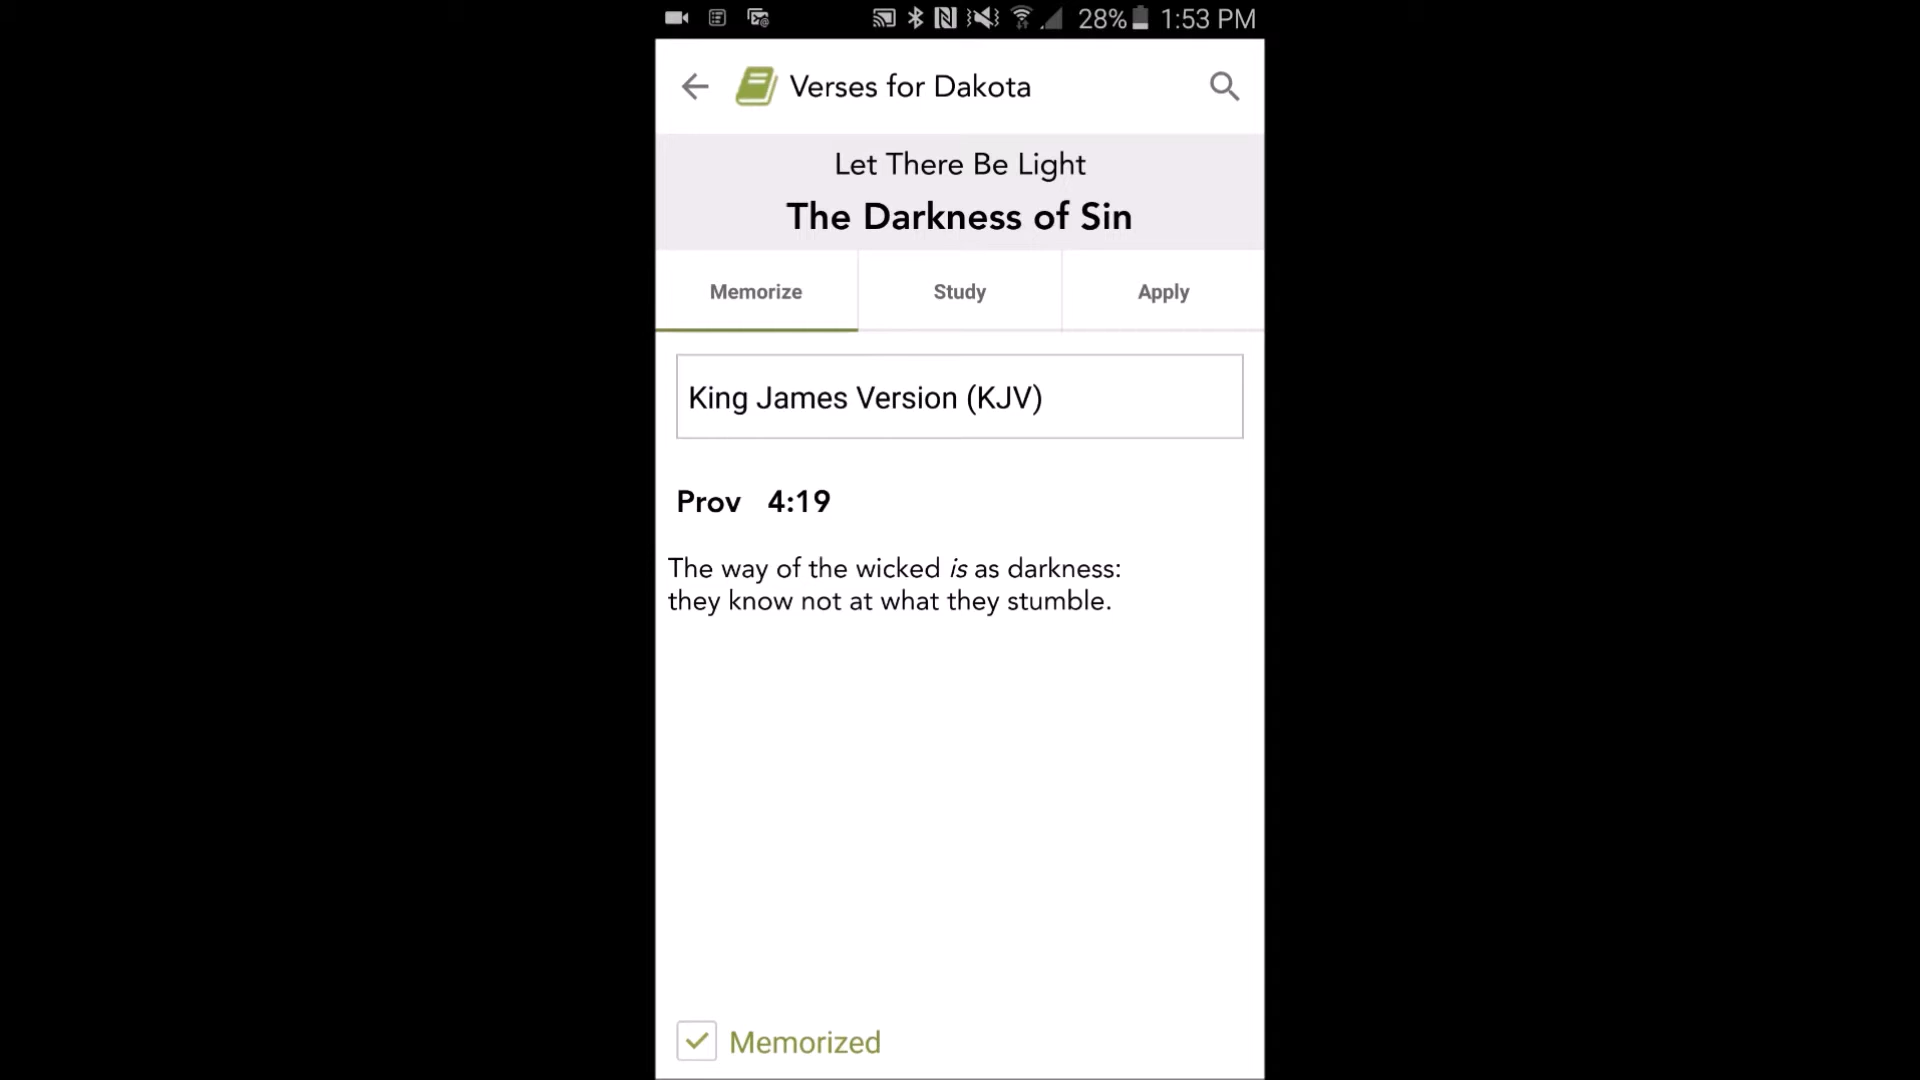 28% 1:53 PM
Verses for Dakota
Let There Be Light
The Darkness of Sin
Memorize Study Apply
King James Version (KJV)
Prov 4:19
The way of the wicked is as darkness:
they know not at what they stumble.
Memorized